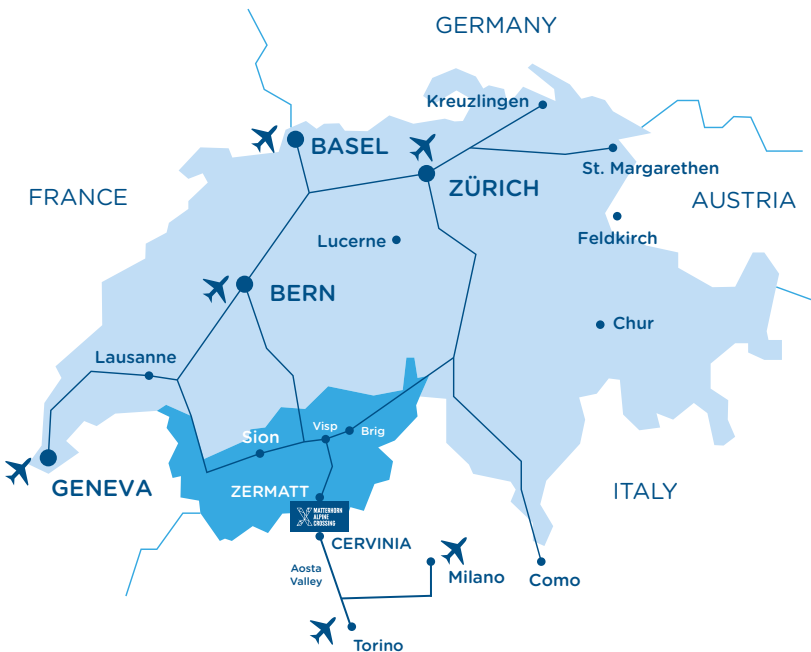 GERMANY
Kreuzlingen
BASEL
St. Margarethen
ZÜRICH
FRANCE
AUSTRIA
Lucerne
Feldkirch
BERN
Chur
Lausanne
Visp
Brig
Sion
GENEVA
ZERMATT
ITALY
MATTERHORN
ALPINE
CROSSING
CERVINIA
Aosta
Valley
Milano
Como
Torino